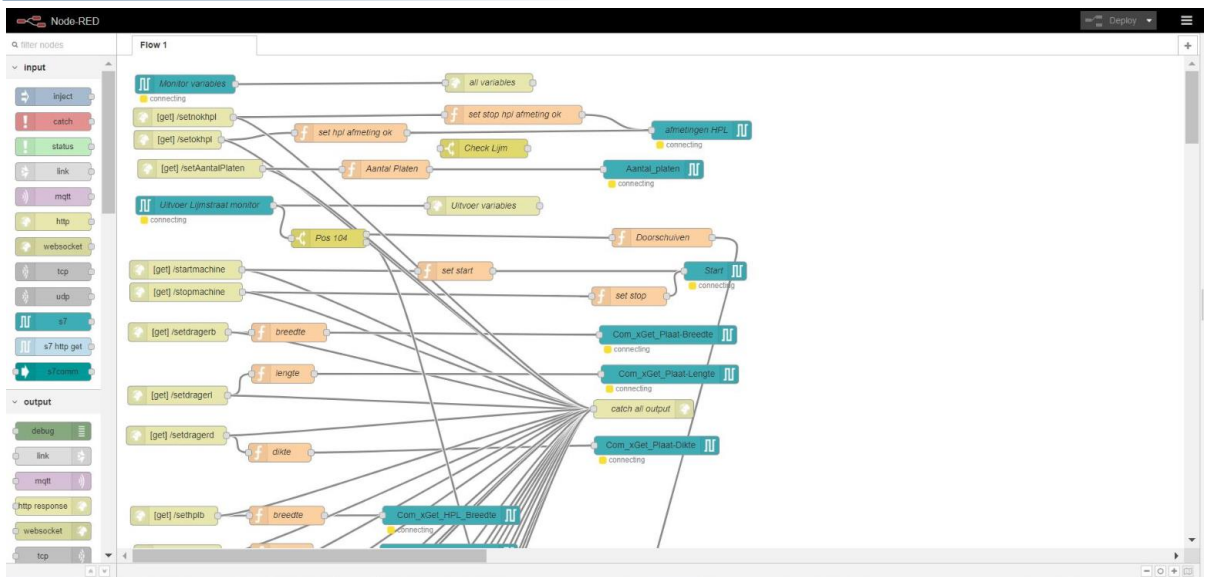 Node-RED
Deploy
filter nodes
Flow 1
input
inject
catch
status
link
mqtt
http
websocket
tcp
udp
s7
s7 http get
s7comm
output
debug
link
mqtt
http response
websocket
tcp
Monitor variables
connecting
all variables
[get] /setnokhpl
set stop hpl afmeting ok
[get] /setokhpl
set hpl afmeting ok
afmetingen HPL
connecting
Check Lijm
[get] /setAantalPlaten
Aantal Platen
Aantal_platen
connecting
Uitvoer Lijmstraat monitor
connecting
Uitvoer variables
Pos 104
Doorschuiven
[get] /startmachine
set start
Start
connecting
[get] /stopmachine
set stop
[get] /setdragerb
breedte
Com_xGet_Plaat-Breedte
connecting
lengte
Com_xGet_Plaat-Lengte
connecting
[get] /setdragerl
catch all output
[get] /setdragerd
dikte
Com_xGet_Plaat-Dikte
connecting
[get] /sethplb
breedte
Com_xGet_HPL_Breedte
connecting